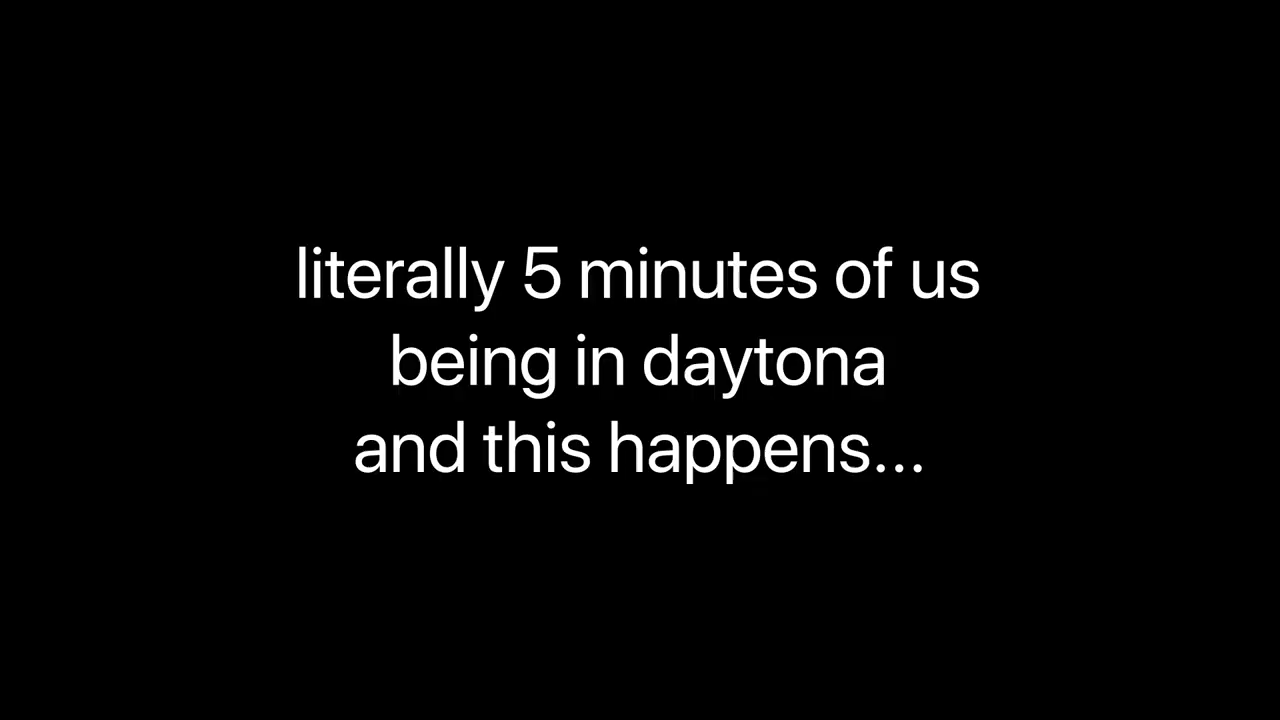 literally 5 minutes of us
being in daytona
and this happens...